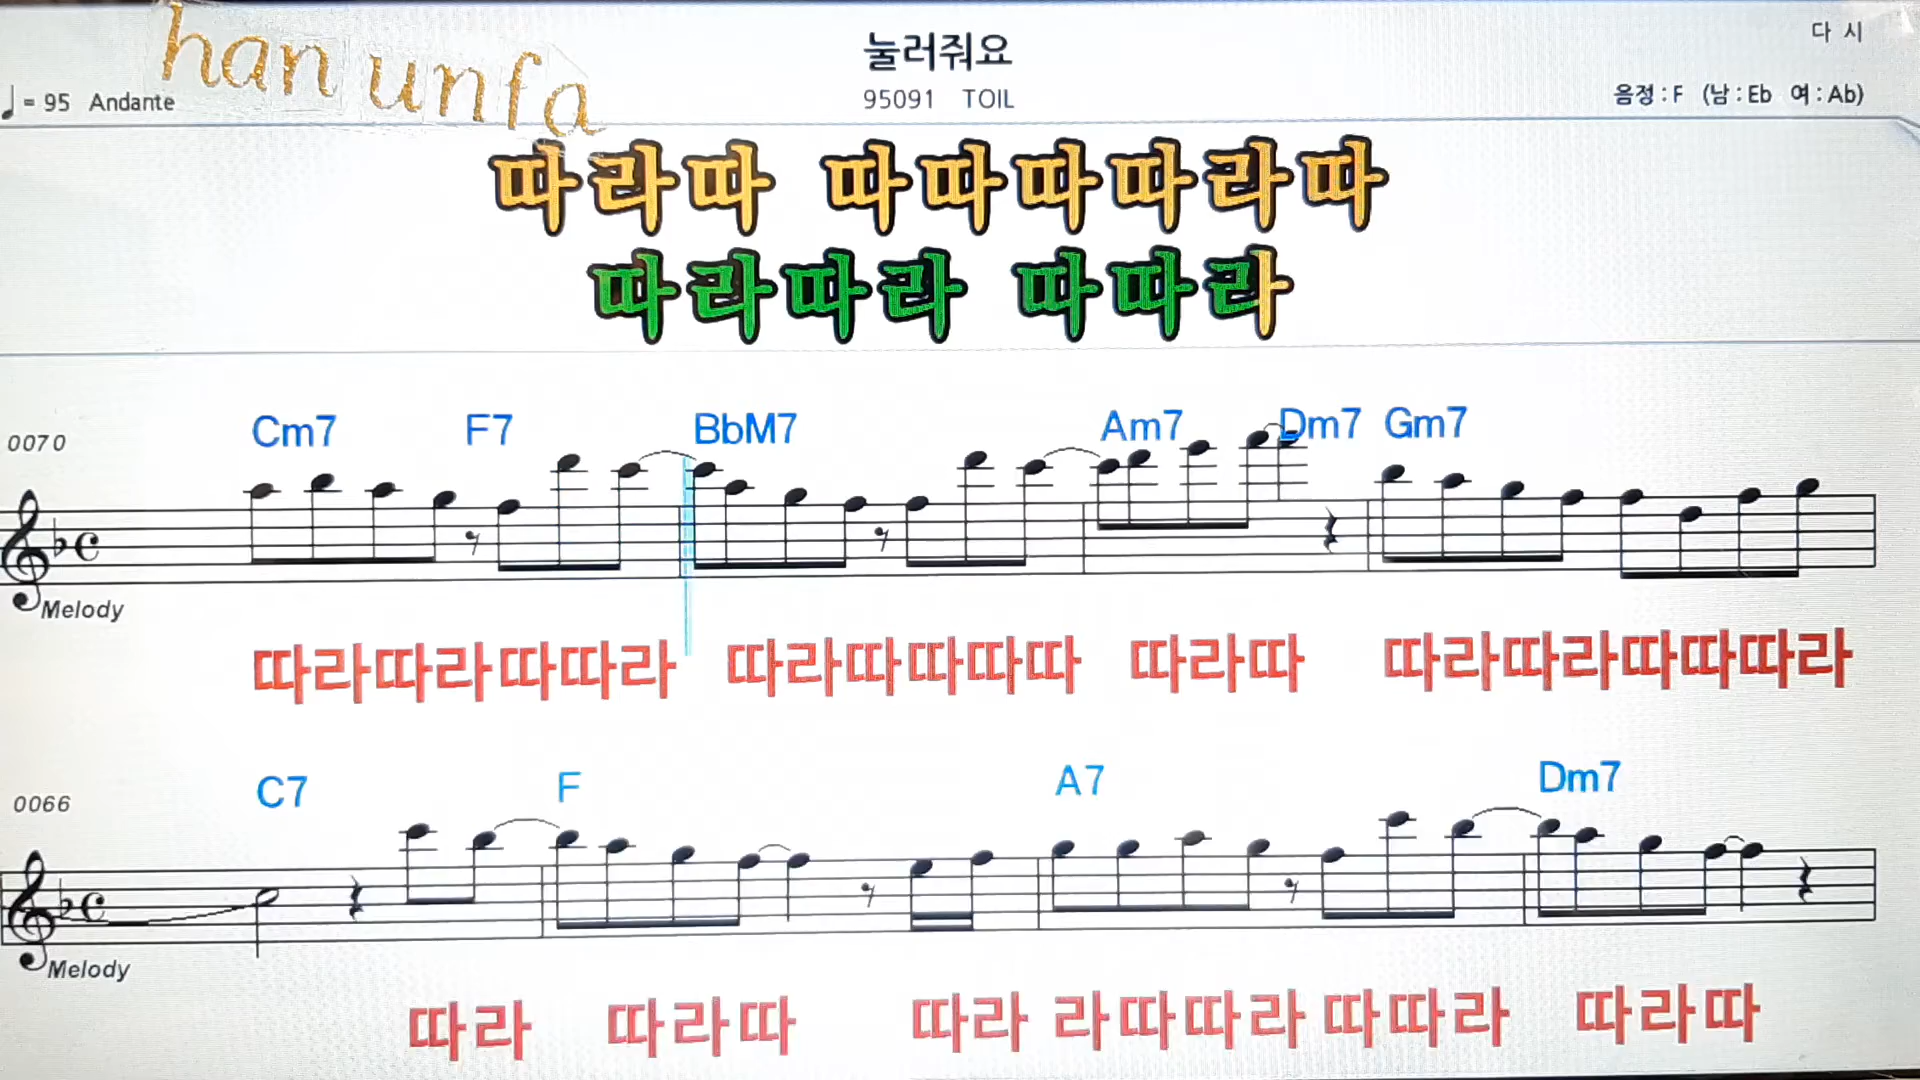 han unfa
눌러줘요
다 시
= 95 Andante
95091 TOIL
음정 : F (남 : Eb 여 : Ab)
따라따 따따따따라따
따라따라 따따라
Cm7 F7 BbM7 Am7 Dm7 Gm7
0070
Melody
따라따라따따라 따라따따따따 따라따 따라따라따따따라
C7 F A7 Dm7
0066
Melody
따라 따라따 따라 라따따라 따따라 따라따